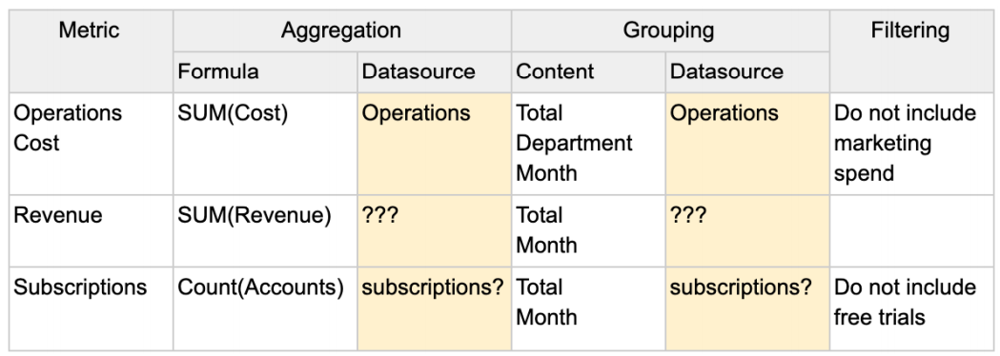 Metric Aggregation Grouping Filtering
Formula Datasource Content Datasource
Operations Cost SUM(Cost) Operations Total Department Month Operations Do not include marketing spend
Revenue SUM(Revenue) ??? Total Month ???
Subscriptions Count(Accounts) subscriptions? Total Month subscriptions? Do not include free trials